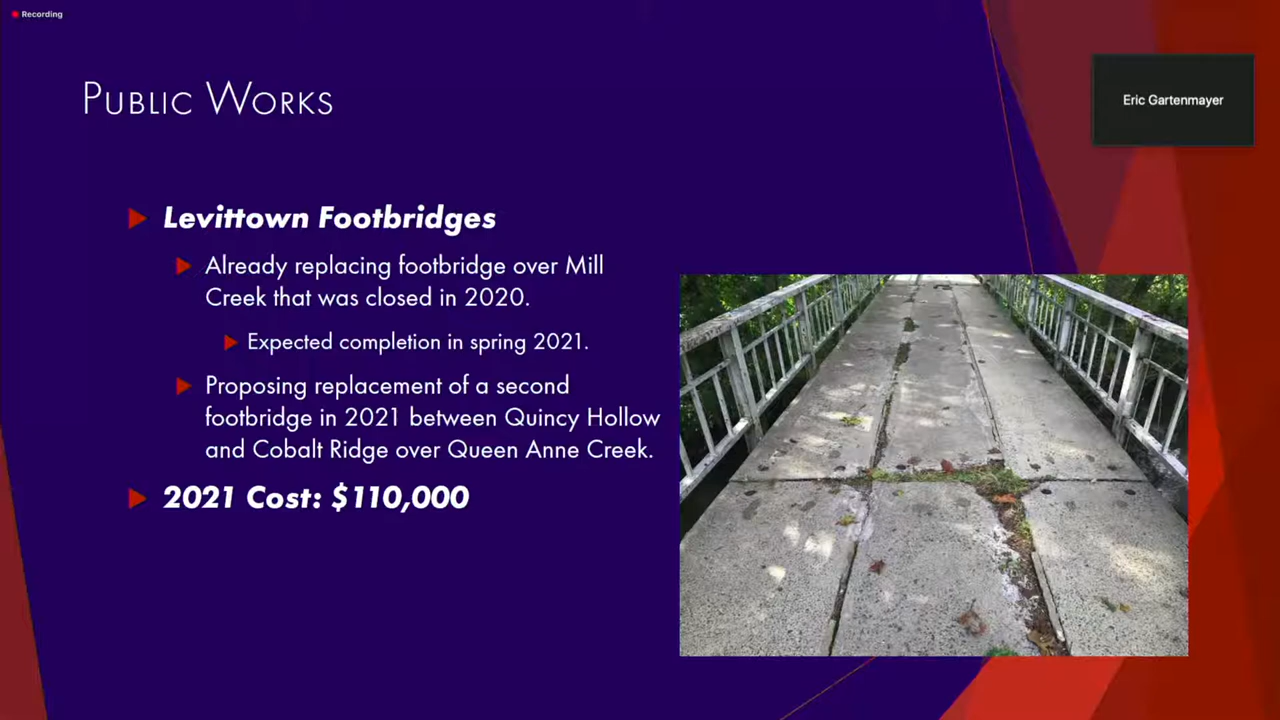 Recording
Public Works
Eric Gartenmayer
Levittown Footbridges
Already replacing footbridge over Mill
Creek that was closed in 2020.
Expected completion in spring 2021.
Proposing replacement of a second
footbridge in 2021 between Quincy Hollow
and Cobalt Ridge over Queen Anne Creek.
2021 Cost: $110,000